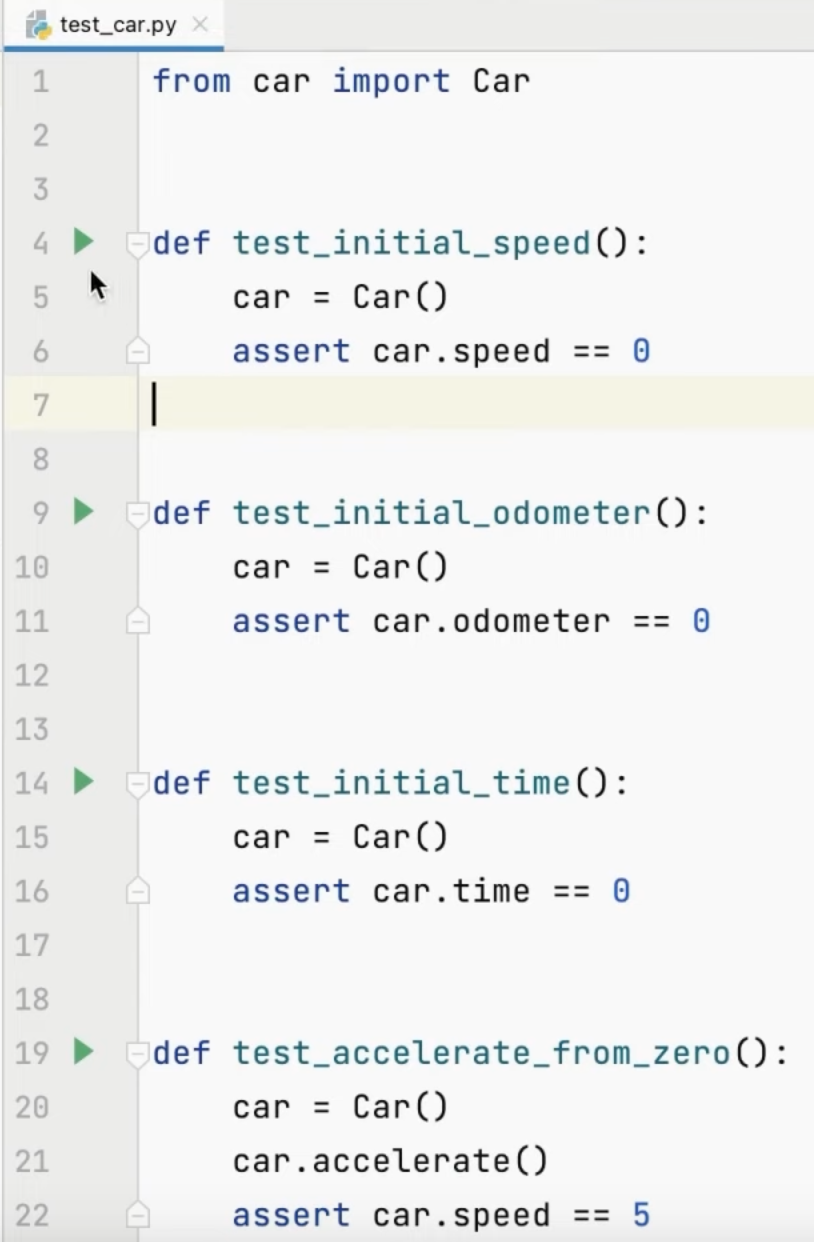 test_car.py
1 from car import Car
2
3
4 def test_initial_speed():
5     car = Car()
6     assert car.speed == 0
7
8
9 def test_initial_odometer():
10     car = Car()
11     assert car.odometer == 0
12
13
14 def test_initial_time():
15     car = Car()
16     assert car.time == 0
17
18
19 def test_accelerate_from_zero():
20     car = Car()
21     car.accelerate()
22     assert car.speed == 5